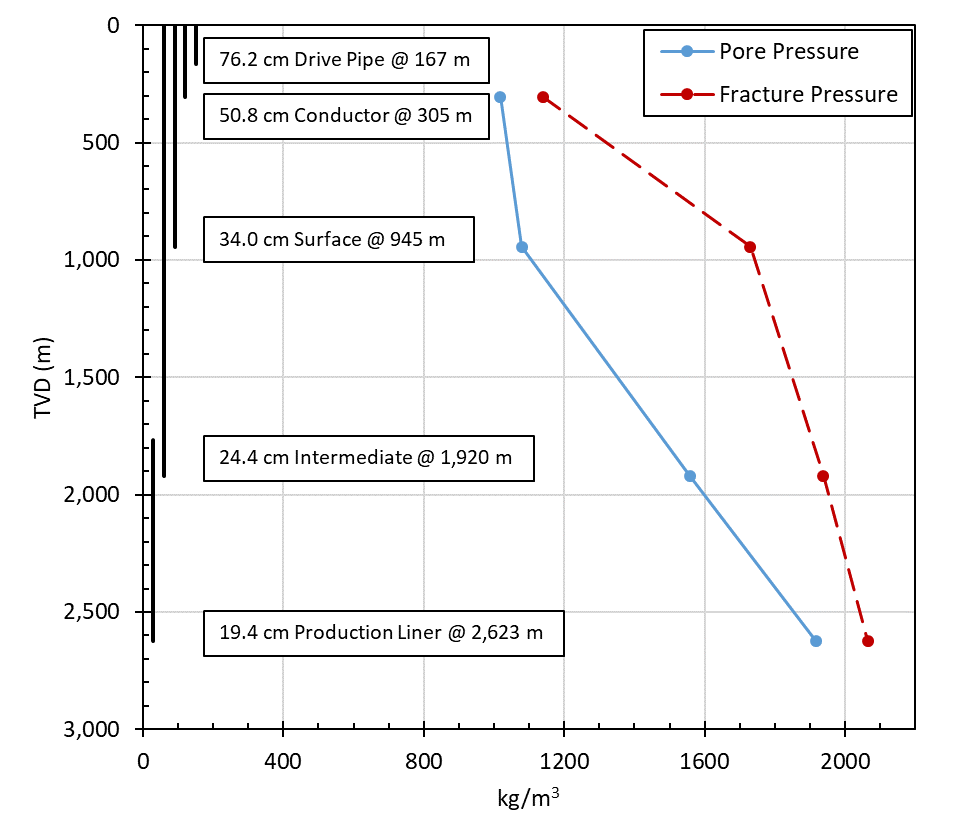 0
76.2 cm Drive Pipe @ 167 m
Pore Pressure
Fracture Pressure
50.8 cm Conductor @ 305 m
500
34.0 cm Surface @ 945 m
1,000
TVD (m)
1,500
24.4 cm Intermediate @ 1,920 m
2,000
2,500
19.4 cm Production Liner @ 2,623 m
3,000
0 400 800 1200 1600 2000
kg/m³